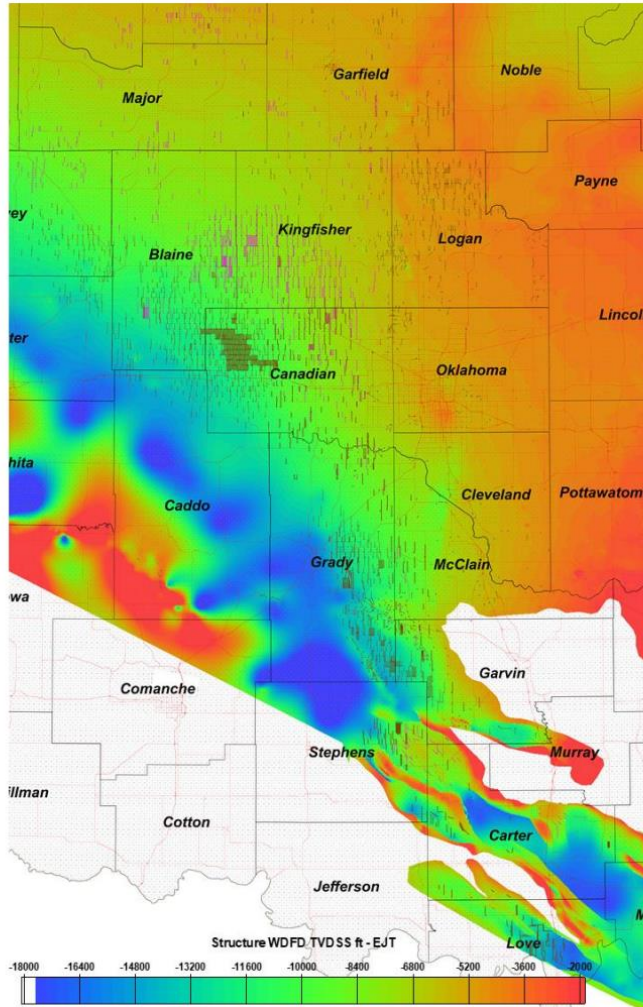 Garfield
Noble
Major
Payne
Kingfisher
Logan
Blaine
Lincol
Canadian
Oklahoma
Caddo
Cleveland
Pottawatom
Grady
McClain
Garvin
Comanche
Stephens
Murray
Cotton
Carter
Jefferson
Love
Structure WDFD TVDSS ft - EJT
-18000 -16400 -14800 -13200 -11600 -10000 -8400 -6800 -5200 -3600 -2000